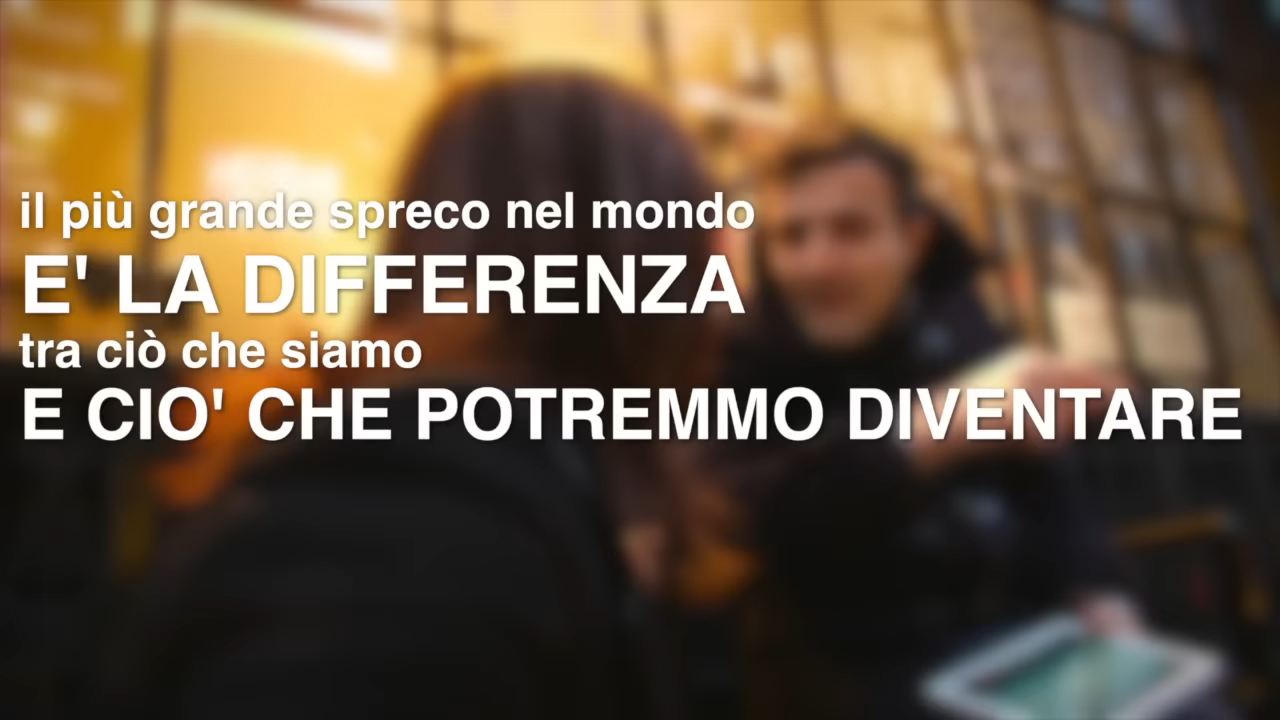 il più grande spreco nel mondo
E' LA DIFFERENZA
tra ciò che siamo
E CIO' CHE POTREMMO DIVENTARE